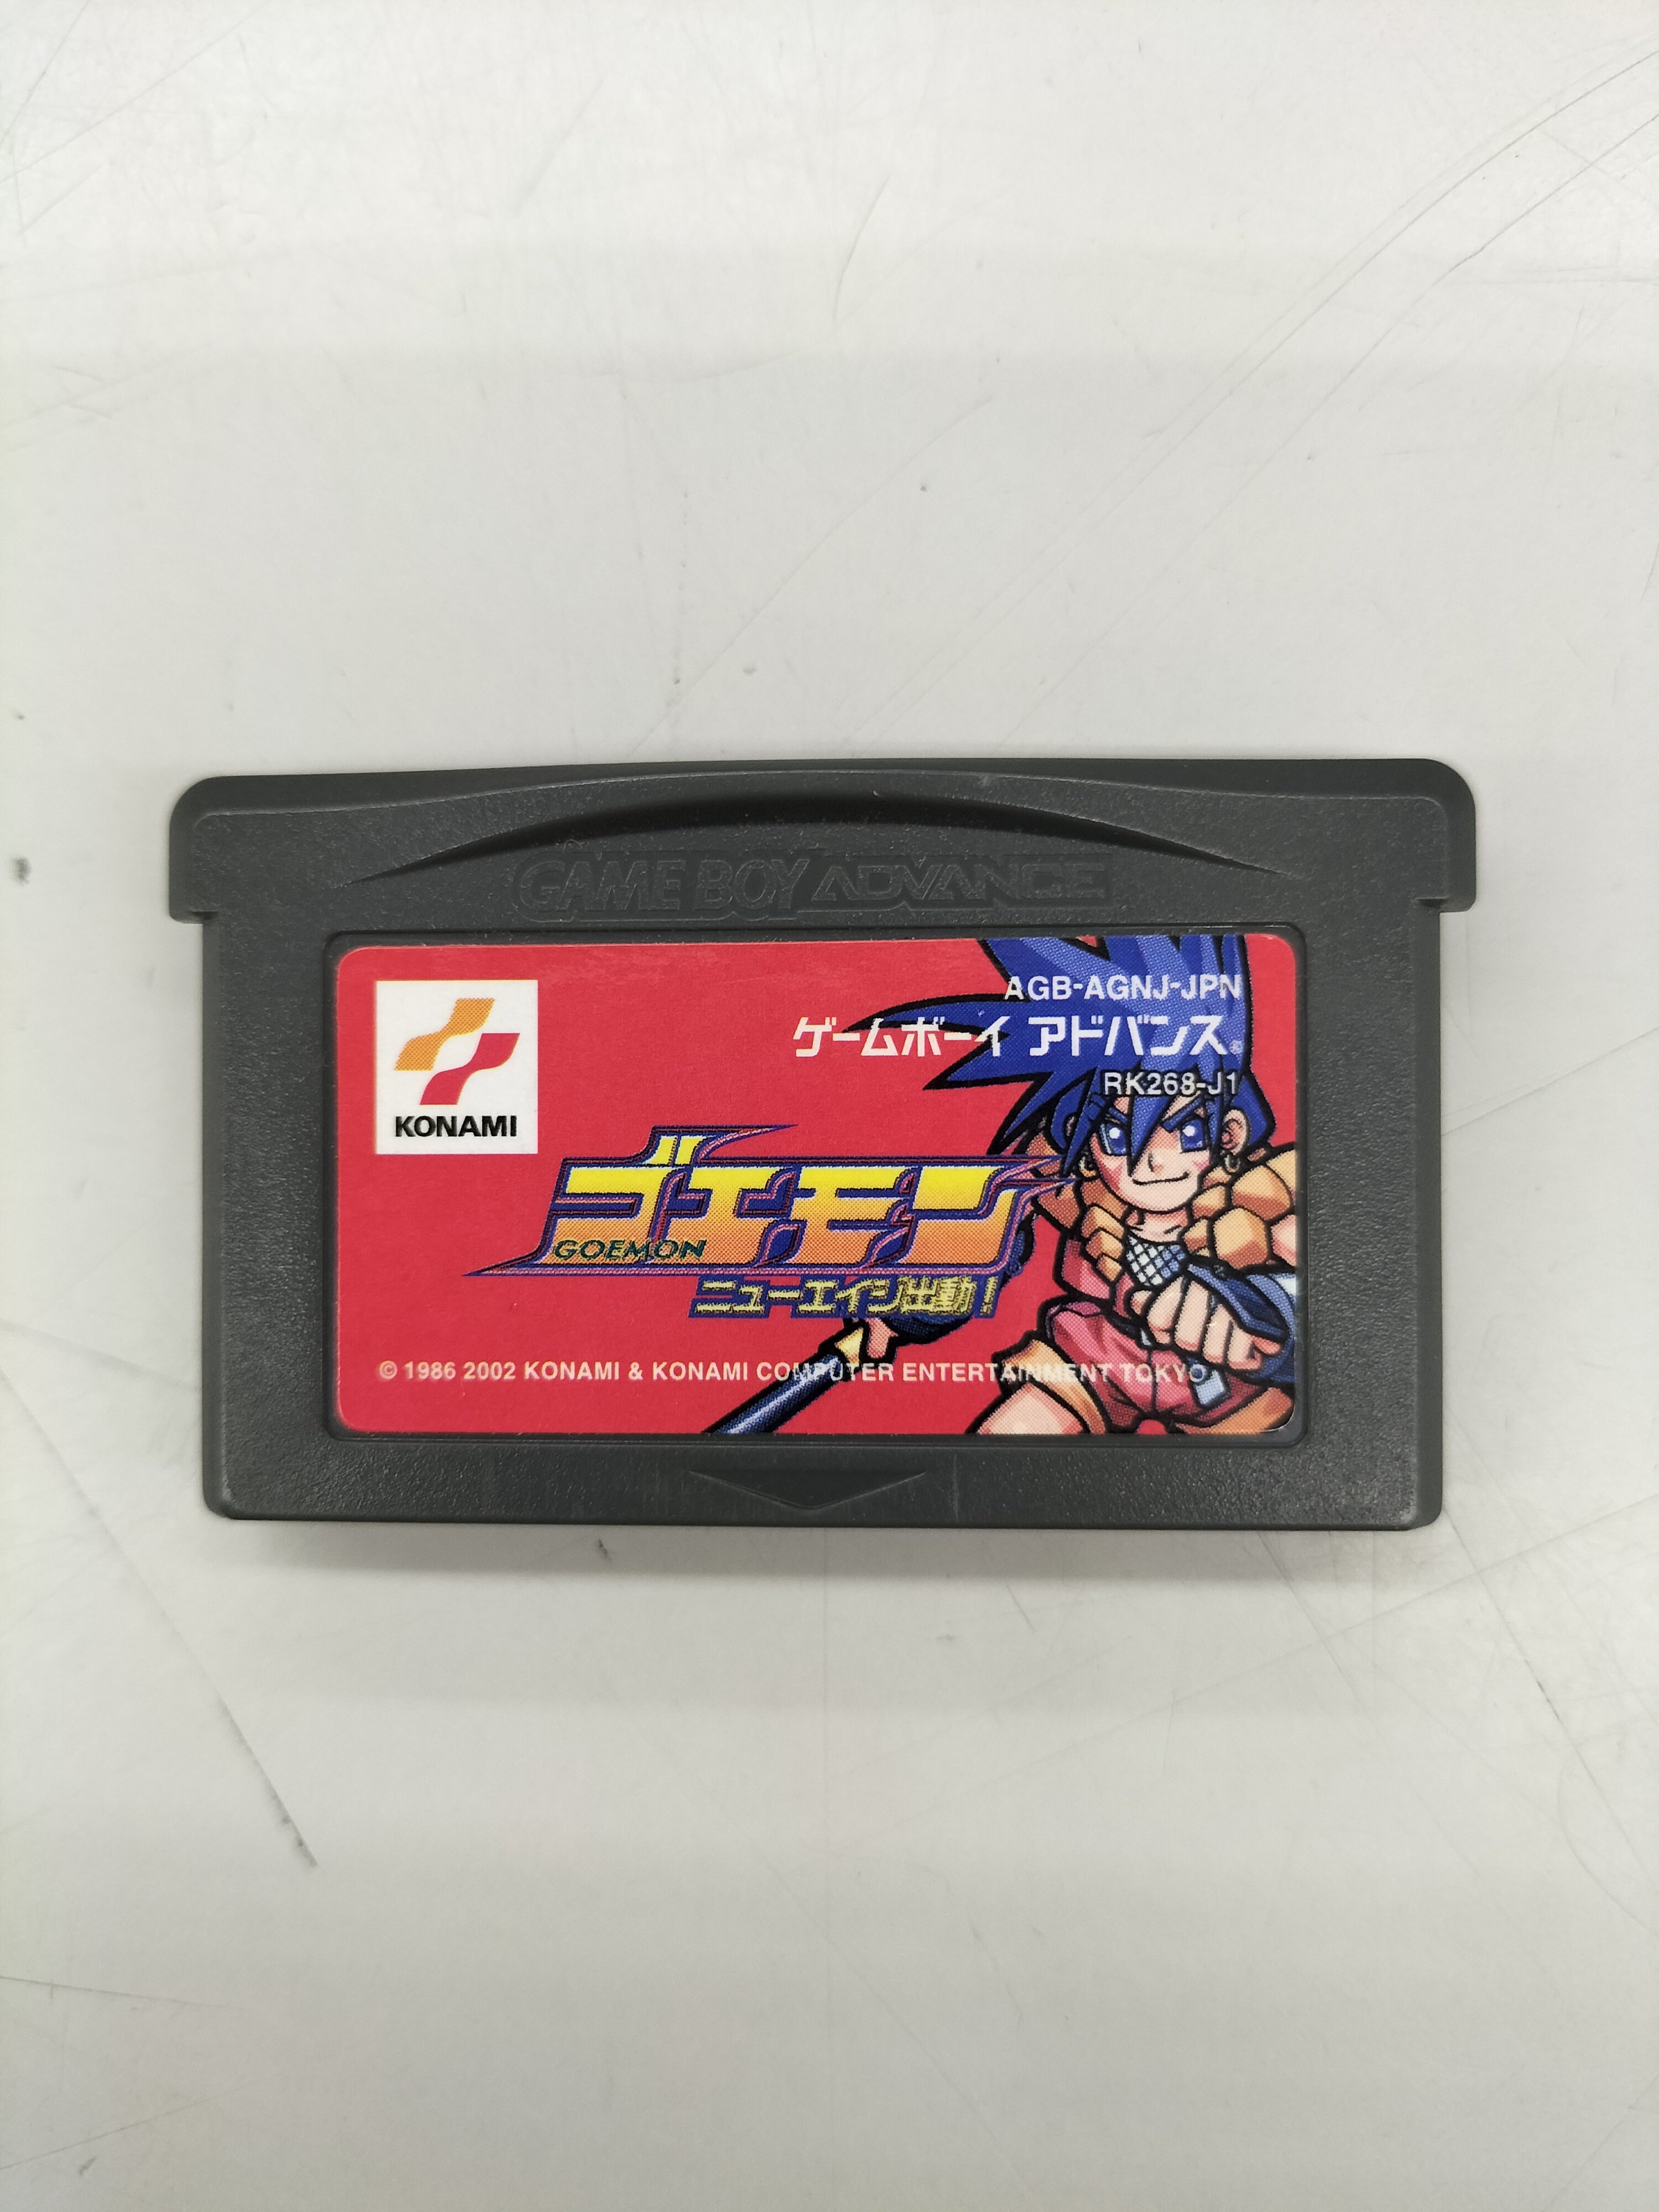 GAME BOY ADVANCE
AGB-AGNJ-JPN
ゲームボーイ アドバンス®
RK268-J1
KONAMI
ゴエモン
GOEMON
ニューエイジ出動!
© 1986 2002 KONAMI & KONAMI COMPUTER ENTERTAINMENT TOKYO